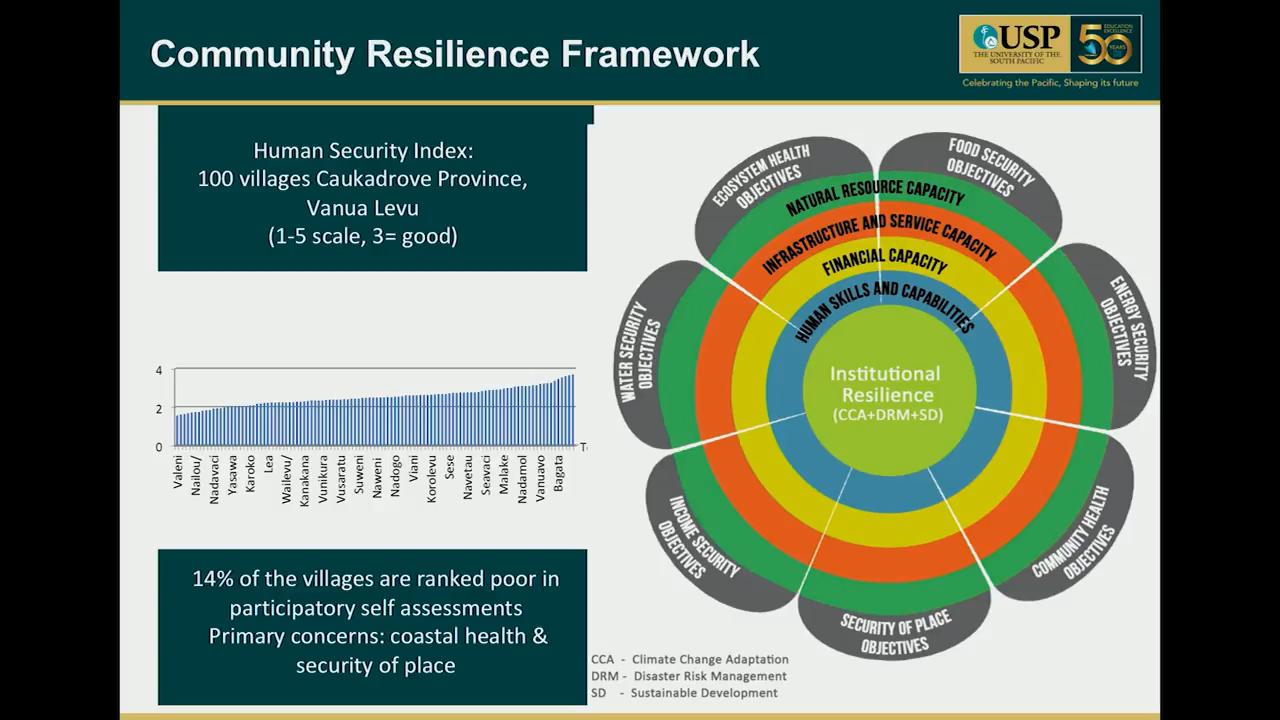 Community Resilience Framework
USP
THE UNIVERSITY OF THE
SOUTH PACIFIC
EDUCATION
EXCELLENCE
50
YEARS
Celebrating the Pacific, Shaping its future
Human Security Index:
100 villages Caukadrove Province,
Vanua Levu
(1-5 scale, 3= good)
4
2
0
T
Valeni
Nailou/
Nadavaci
Yasawa
Karoko
Lea
Wailevu/
Kanakana
Vunikura
Vusaratu
Suweni
Naweni
Nadogo
Viani
Korolevu
Sese
Navetau
Seavaci
Malake
Nadamol
Vanuavo
Bagata
14% of the villages are ranked poor in
participatory self assessments
Primary concerns: coastal health &
security of place
ECOSYSTEM HEALTH
OBJECTIVES
FOOD SECURITY
OBJECTIVES
ENERGY SECURITY
OBJECTIVES
COMMUNITY HEALTH
OBJECTIVES
SECURITY OF PLACE
OBJECTIVES
INCOME SECURITY
OBJECTIVES
WATER SECURITY
OBJECTIVES
NATURAL RESOURCE CAPACITY
INFRASTRUCTURE AND SERVICE CAPACITY
FINANCIAL CAPACITY
HUMAN SKILLS AND CAPABILITIES
Institutional
Resilience
(CCA+DRM+SD)
CCA - Climate Change Adaptation
DRM - Disaster Risk Management
SD - Sustainable Development